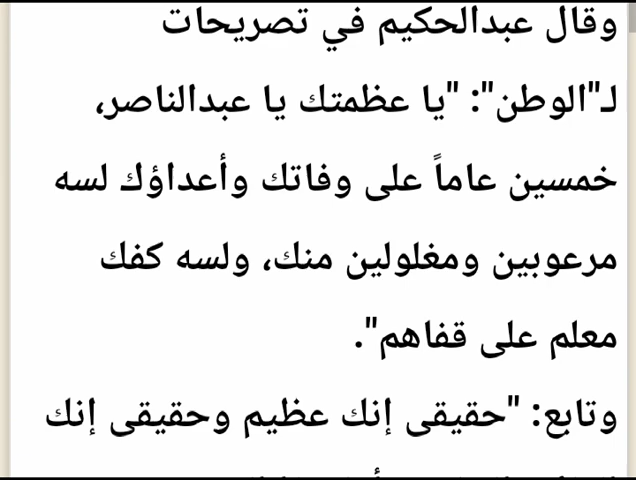 وقال عبدالحكيم في تصريحات
لـ"الوطن": "يا عظمتك يا عبدالناصر،
خمسين عاماً على وفاتك وأعداؤك لسه
مرعوبين ومغلولين منك، ولسه كفك
معلم على قفاهم".
وتابع: "حقيقى إنك عظيم وحقيقى إنك